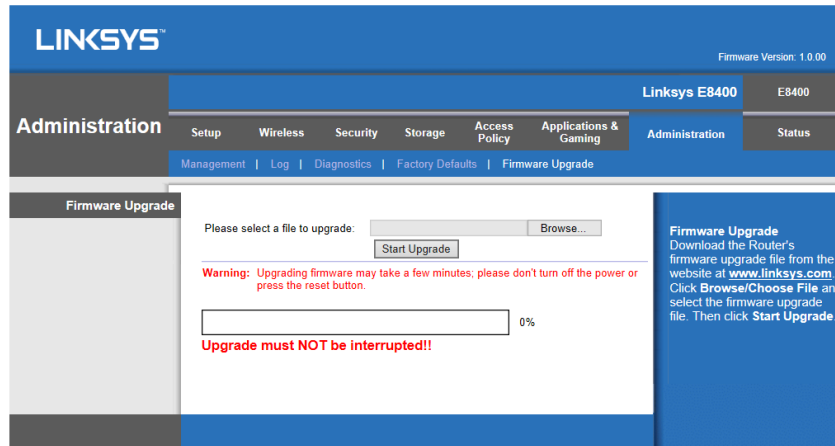 LINKSYS™
Firmware Version: 1.0.00
Linksys E8400 E8400
Administration
Setup Wireless Security Storage Access Policy Applications & Gaming Administration Status
Management | Log | Diagnostics | Factory Defaults | Firmware Upgrade
Firmware Upgrade
Please select a file to upgrade: Browse...
Start Upgrade
Warning: Upgrading firmware may take a few minutes; please don't turn off the power or
press the reset button.
0%
Upgrade must NOT be interrupted!!
Firmware Upgrade
Download the Router's
firmware upgrade file from the
website at www.linksys.com.
Click Browse/Choose File an
select the firmware upgrade
file. Then click Start Upgrade